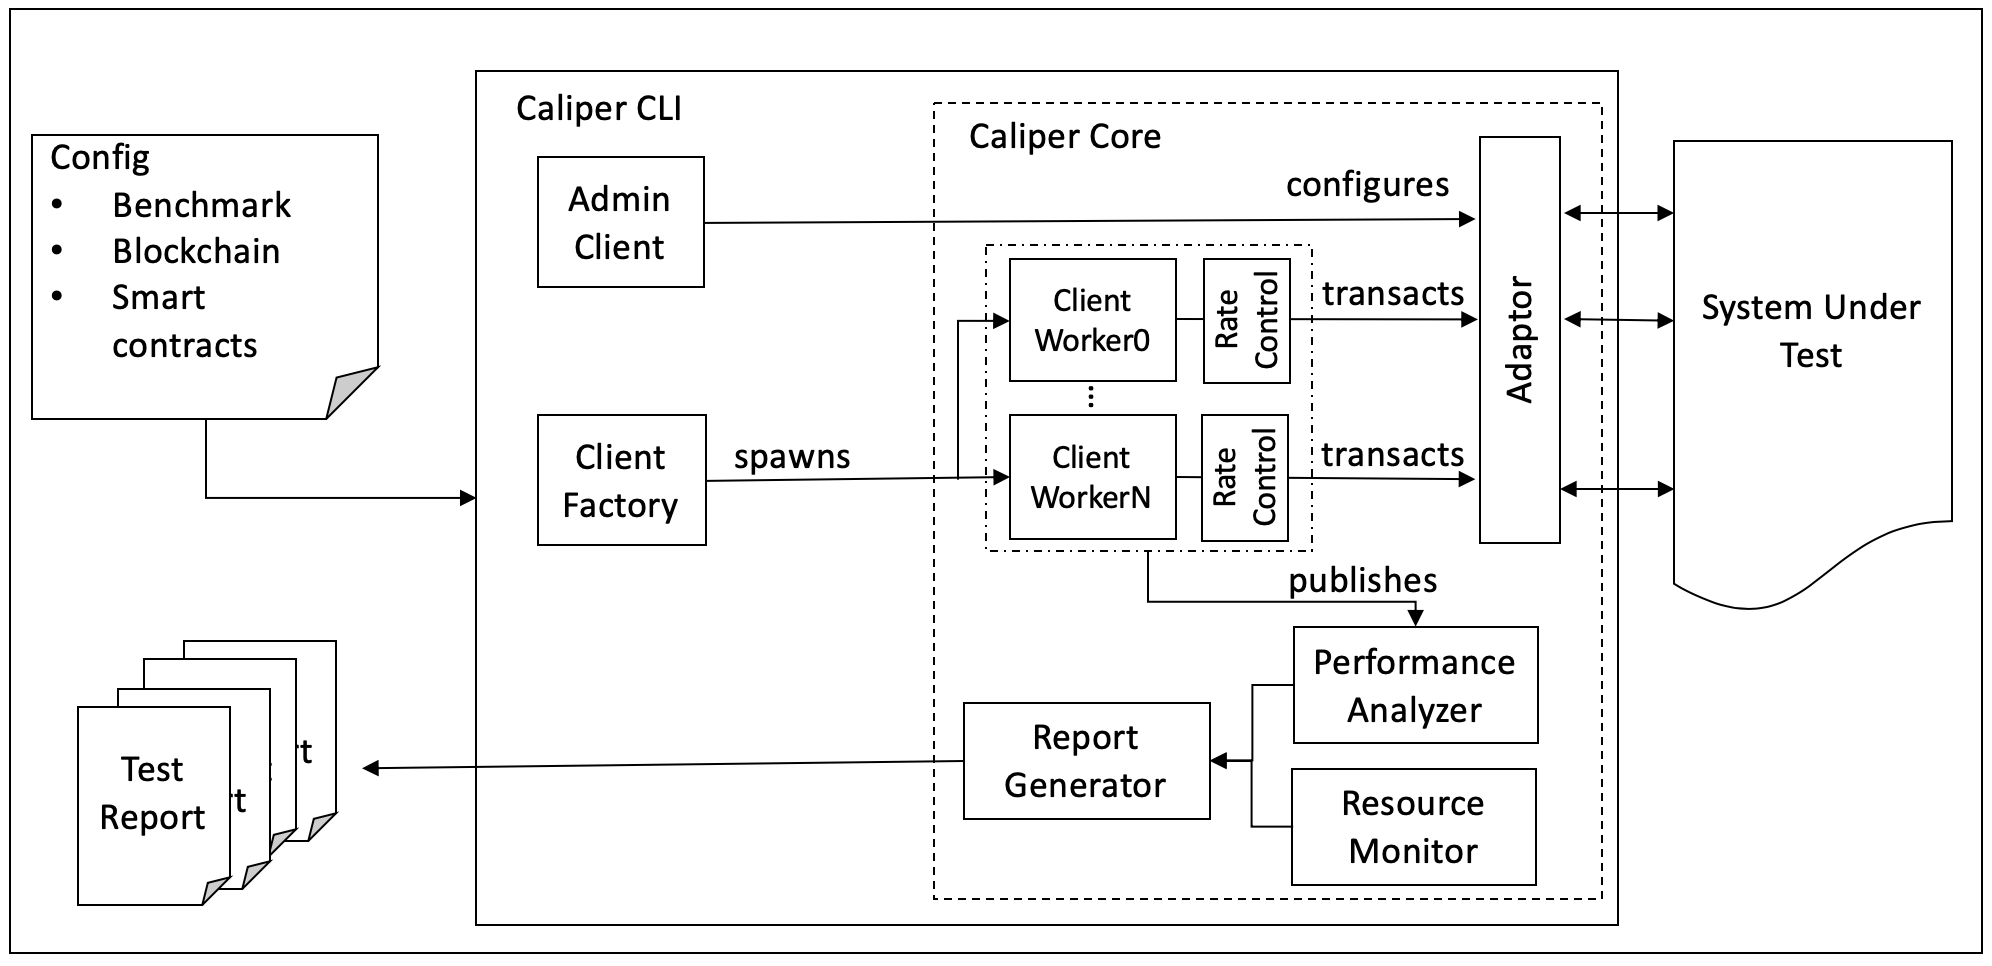 Caliper CLI
Caliper Core
Config
• Benchmark
• Blockchain
• Smart
contracts
Admin
Client
configures
Client
Worker0
Rate
Control
transacts
Adaptor
System Under
Test
Client
Factory
spawns
Client
WorkerN
Rate
Control
transacts
publishes
Performance
Analyzer
Report
Generator
Resource
Monitor
Test
Report
rt
rt